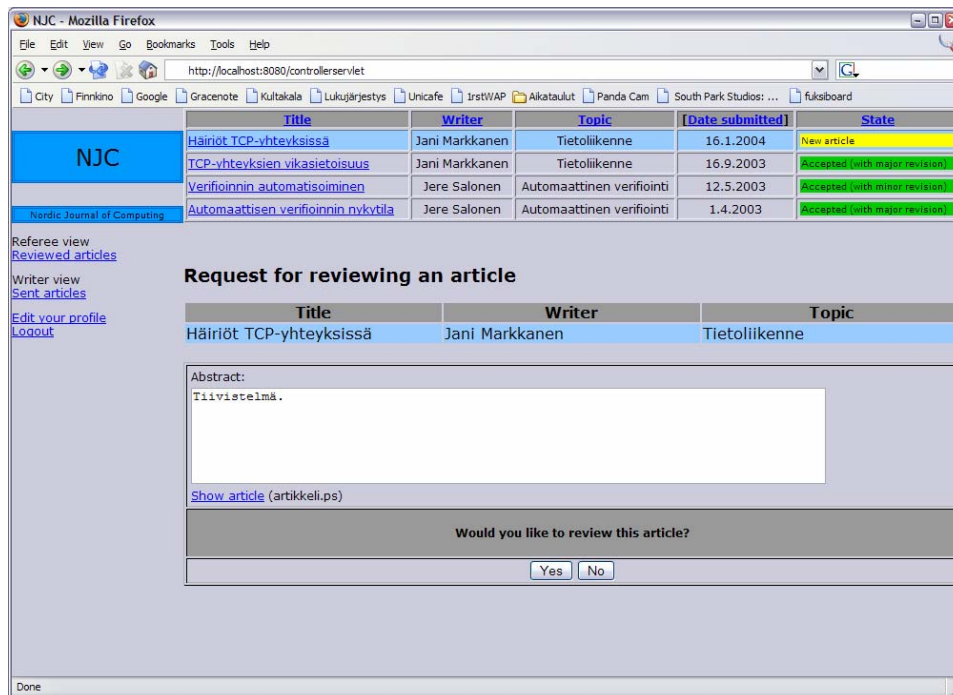 NJC - Mozilla Firefox
File Edit View Go Bookmarks Tools Help
http://localhost:8080/controllerservlet
G
City Finnkino Google Gracenote Kultakala Lukujärjestys Unicafe 1rstWAP Aikataulut Panda Cam South Park Studios: ... fuksiboard
NJC
Nordic Journal of Computing
Referee view
Reviewed articles
Writer view
Sent articles
Edit your profile
Logout
Title Writer Topic [Date submitted] State
Häiriöt TCP-yhteyksissä Jani Markkanen Tietoliikenne 16.1.2004 New article
TCP-yhteyksien vikasietoisuus Jani Markkanen Tietoliikenne 16.9.2003 Accepted (with major revision)
Verifioinnin automatisoiminen Jere Salonen Automaattinen verifiointi 12.5.2003 Accepted (with minor revision)
Automaattisen verifioinnin nykytila Jere Salonen Automaattinen verifiointi 1.4.2003 Accepted (with major revision)
Request for reviewing an article
Title Writer Topic
Häiriöt TCP-yhteyksissä Jani Markkanen Tietoliikenne
Abstract:
Tiivistelmä.
Show article (artikkeli.ps)
Would you like to review this article?
Yes No
Done